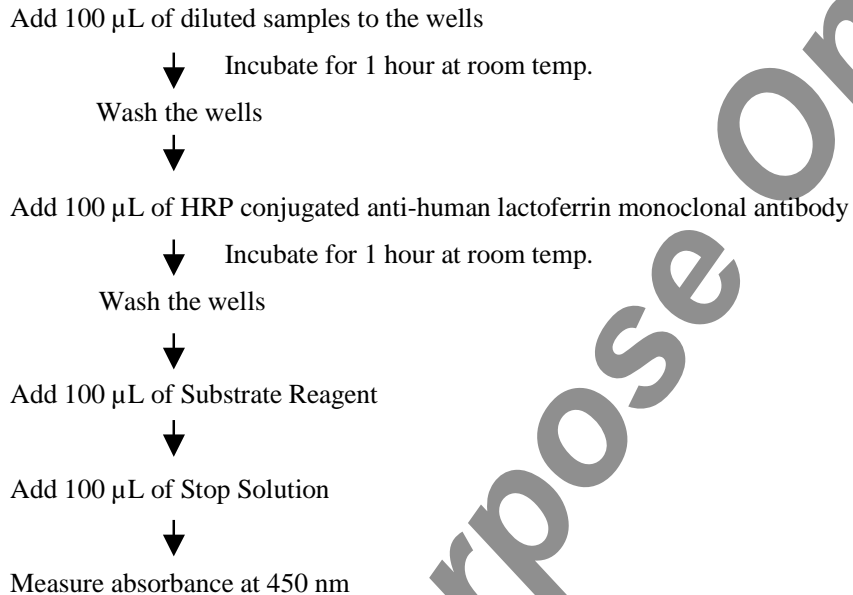 Add 100 µL of diluted samples to the wells
Incubate for 1 hour at room temp.
Wash the wells
Add 100 µL of HRP conjugated anti-human lactoferrin monoclonal antibody
Incubate for 1 hour at room temp.
Wash the wells
Add 100 µL of Substrate Reagent
Add 100 µL of Stop Solution
Measure absorbance at 450 nm